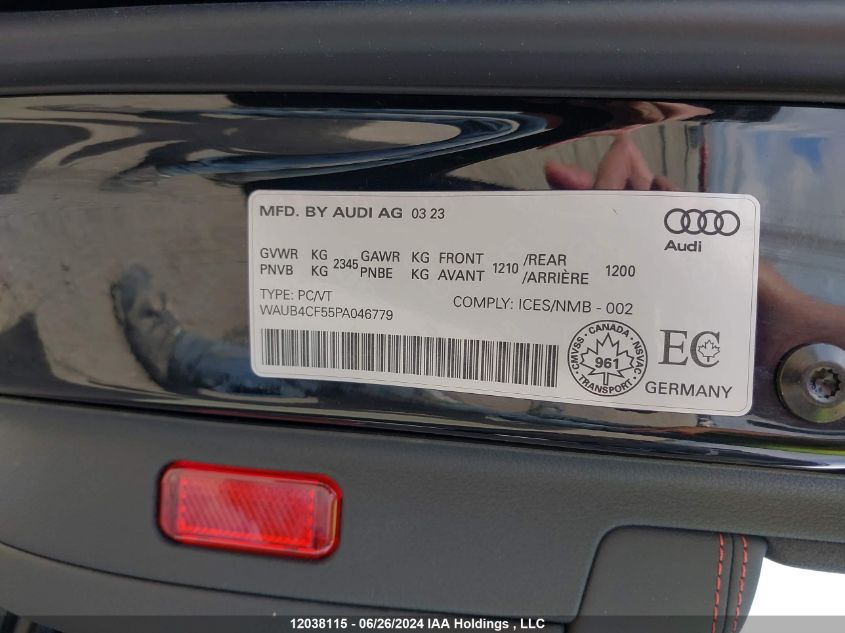 MFD. BY AUDI AG 03 23
Audi
GVWR KG 2345 GAWR KG FRONT 1210 /REAR 1200
PNVB KG PNBE KG AVANT /ARRIÈRE
TYPE: PC/VT
COMPLY: ICES/NMB - 002
WAUB4CF55PA046779
CMVSS - CANADA - NSVAC
961
TRANSPORT
EC
GERMANY
12038115 - 06/26/2024 IAA Holdings , LLC